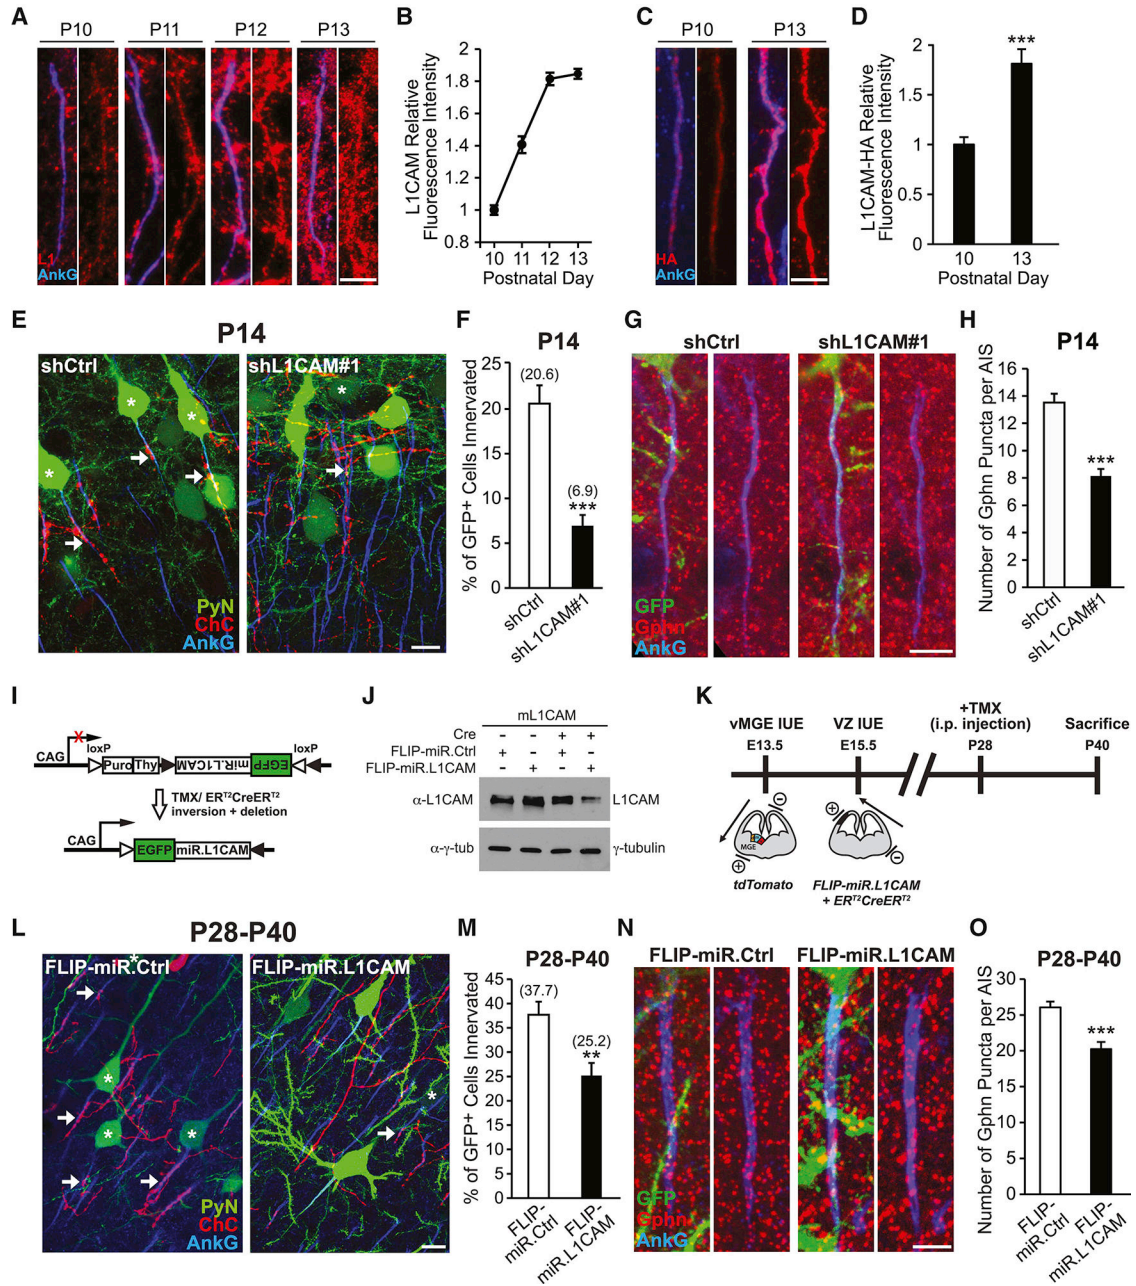 A
P10 P11 P12 P13
L1
AnkG
B
L1CAM Relative
Fluorescence Intensity
2
1.8
1.6
1.4
1.2
1
0.8
10 11 12 13
Postnatal Day
C
P10 P13
HA
AnkG
D
L1CAM-HA Relative
Fluorescence Intensity
2
1.5
1
0.5
0
***
10 13
Postnatal Day
E
P14
shCtrl
shL1CAM#1
* * * *
PyN
ChC
AnkG
F
P14
% of GFP+ Cells Innervated
25
20
15
10
5
0
(20.6)
(6.9)
***
shCtrl
shL1CAM#1
G
shCtrl shL1CAM#1
GFP
Gphn
AnkG
H
P14
Number of Gphn Puncta per AIS
16
14
12
10
8
6
4
2
0
***
shCtrl
shL1CAM#1
I
X
CAG
loxP loxP
Puro Thy miR.L1CAM EGFP
TMX/ ERT2CreERT2
inversion + deletion
CAG
EGFP miR.L1CAM
J
mL1CAM
Cre - - + +
FLIP-miR.Ctrl + - + -
FLIP-miR.L1CAM - + - +
α-L1CAM L1CAM
α-γ-tub γ-tubulin
K
vMGE IUE VZ IUE +TMX
(i.p. injection) Sacrifice
E13.5 E15.5 P28 P40
- +
MGE
+ -
tdTomato
FLIP-miR.L1CAM
+ ERT2CreERT2
L
P28-P40
FLIP-miR.Ctrl
FLIP-miR.L1CAM
* * * * *
PyN
ChC
AnkG
M
P28-P40
% of GFP+ Cells Innervated
45
40
35
30
25
20
15
10
5
0
(37.7)
(25.2)
**
FLIP-
miR.Ctrl
FLIP-
miR.L1CAM
N
FLIP-miR.Ctrl FLIP-miR.L1CAM
GFP
Gphn
AnkG
O
P28-P40
Number of Gphn Puncta per AIS
30
25
20
15
10
5
0
***
FLIP-
miR.Ctrl
FLIP-
miR.L1CAM